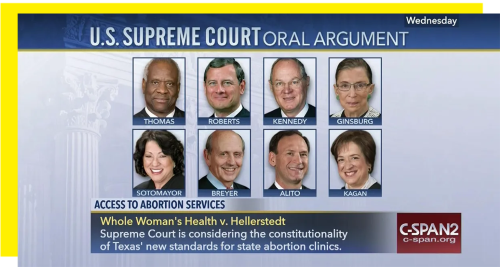 Wednesday
U.S. SUPREME COURT ORAL ARGUMENT
THOMAS
ROBERTS
KENNEDY
GINSBURG
SOTOMAYOR
BREYER
ALITO
KAGAN
ACCESS TO ABORTION SERVICES
Whole Woman's Health v. Hellerstedt
Supreme Court is considering the constitutionality
of Texas' new standards for state abortion clinics.
C-SPAN2
c-span.org